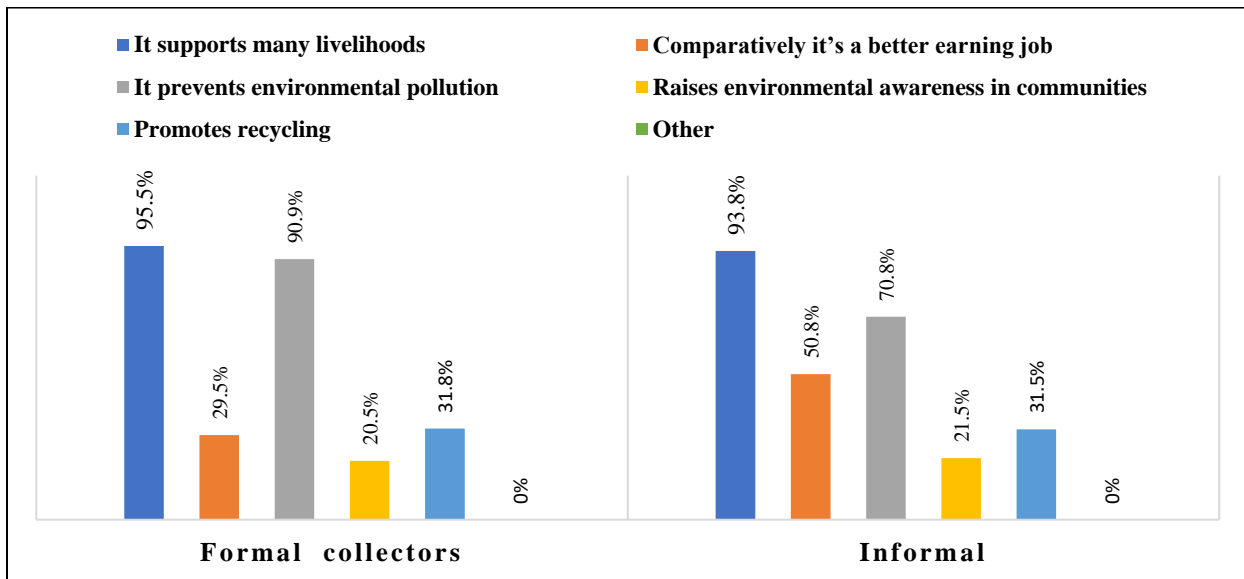 It supports many livelihoods
Comparatively it’s a better earning job
It prevents environmental pollution
Raises environmental awareness in communities
Promotes recycling
Other
95.5%
29.5%
90.9%
20.5%
31.8%
0%
93.8%
50.8%
70.8%
21.5%
31.5%
0%
Formal collectors
Informal